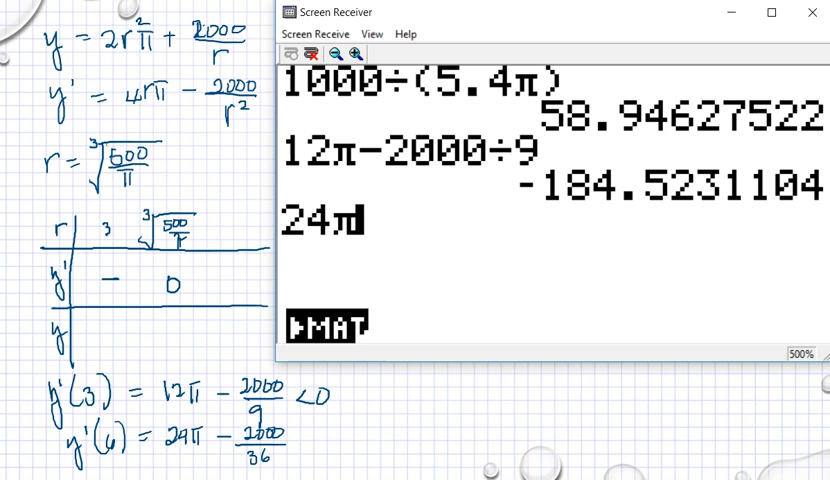 y = 2r²π + 2000/r
y' = 4rπ − 2000/r²
r = ∛(500/π)
r | 3 ∛(500/π)
y' | − 0
y |
y'(3) = 12π − 2000/9 < 0
y'(6) = 24π − 2000/36
Screen Receiver
Screen Receive View Help
1000÷(5.4π)
58.94627522
12π−2000÷9
-184.5231104
24π
▶MAT
500%